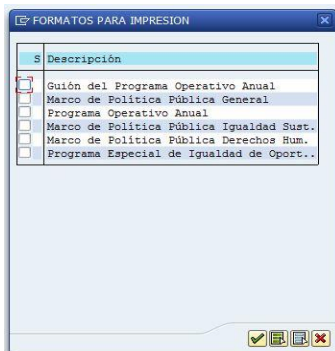 FORMATOS PARA IMPRESION
S Descripción
Guión del Programa Operativo Anual
Marco de Política Pública General
Programa Operativo Anual
Marco de Política Pública Igualdad Sust.
Marco de Política Pública Derechos Hum.
Programa Especial de Igualdad de Oport..